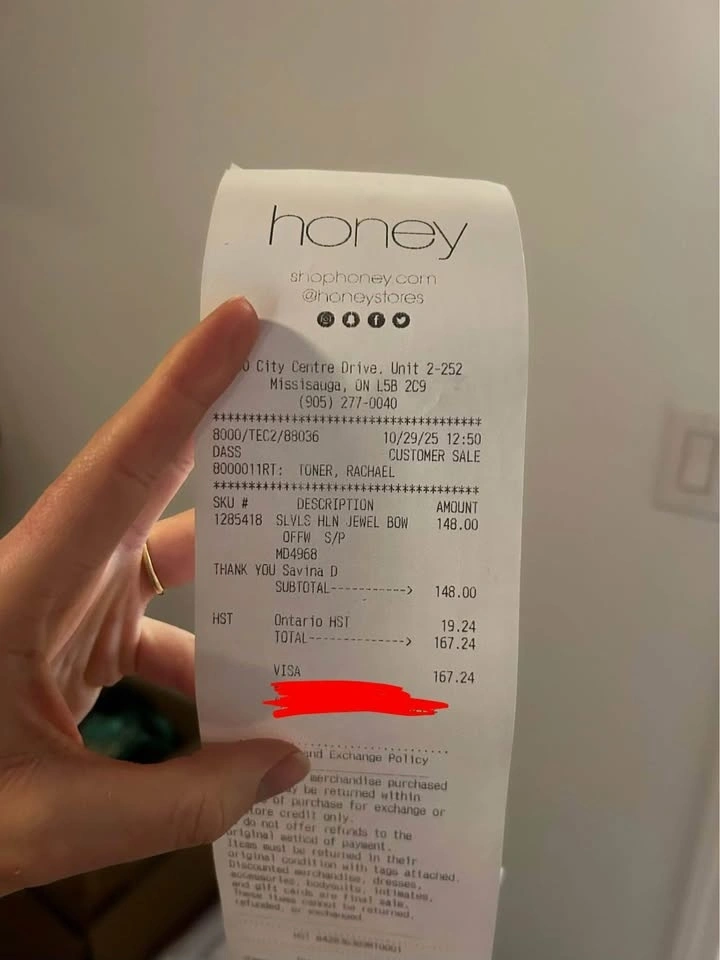 honey
shophoney.com
@honeystores
0 City Centre Drive. Unit 2-252
Missisauga, ON L5B 2C9
(905) 277-0040
****************************************
8000/TEC2/88036 10/29/25 12:50
DASS CUSTOMER SALE
8000011RT: TONER, RACHAEL
****************************************
SKU # DESCRIPTION AMOUNT
1285418 SLVLS HLN JEWEL BOW 148.00
OFFW S/P
MD4968
THANK YOU Savina D
SUBTOTAL-----------> 148.00
HST Ontario HST 19.24
TOTAL--------------> 167.24
VISA 167.24
and Exchange Policy
merchandise purchased
be returned within
of purchase for exchange or
credit only.
do not offer refunds to the
original method of payment.
Items must be returned in their
original condition with tags attached.
Discounted merchandise, dresses,
accessories, bodysuits, intimates,
and gift cards are final sale.
These items cannot be returned,
refunded, or exchanged.